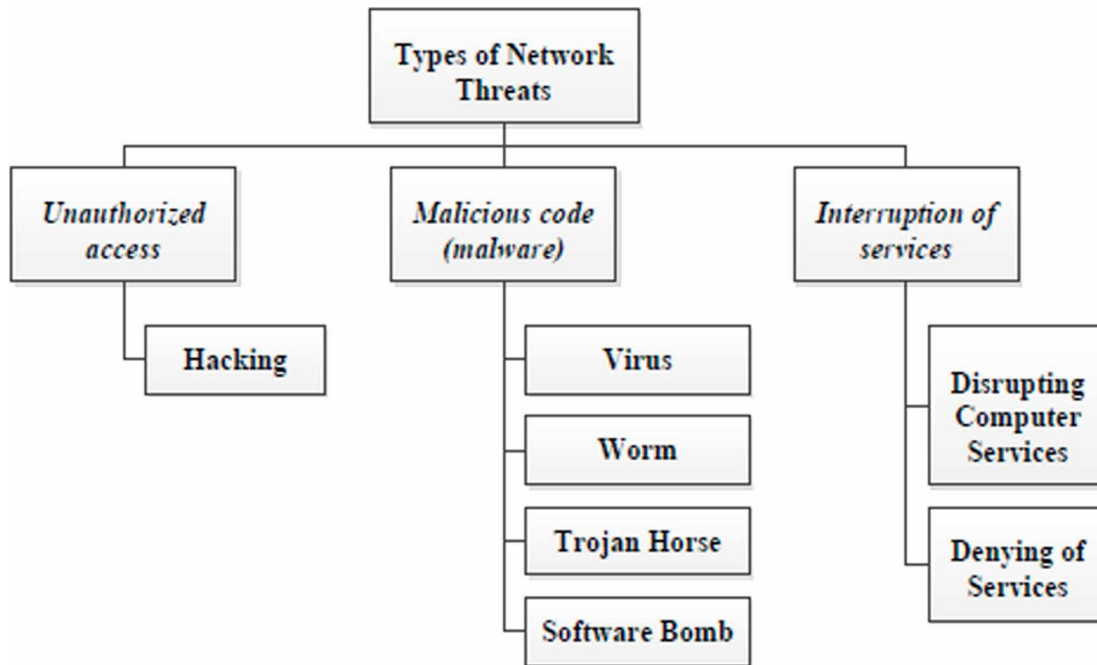 Types of Network
Threats
Unauthorized
access
Malicious code
(malware)
Interruption of
services
Hacking
Virus
Worm
Trojan Horse
Software Bomb
Disrupting
Computer
Services
Denying of
Services